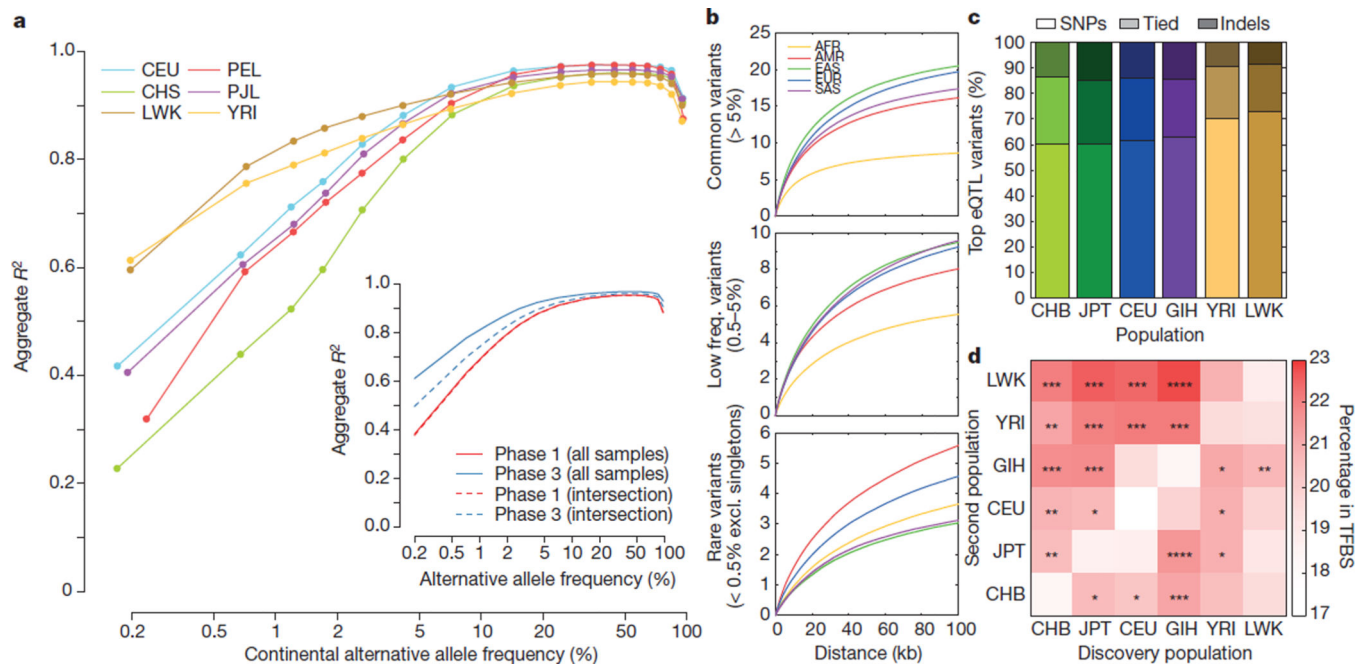 a
1.0
0.8
0.6
0.4
0.2
0
Aggregate R²
CEU
CHS
LWK
PEL
PJL
YRI
0.2 0.5 1 2 5 10 20 50 100
Continental alternative allele frequency (%)
1.0
0.8
0.6
0.4
0.2
0.0
Aggregate R²
Phase 1 (all samples)
Phase 3 (all samples)
Phase 1 (intersection)
Phase 3 (intersection)
0.2 0.5 1 2 5 10 20 50 100
Alternative allele frequency (%)
b
Common variants
(> 5%)
25
20
15
10
5
0
AFR
AMR
EAS
EUR
SAS
Low freq. variants
(0.5–5%)
10
8
6
4
2
0
Rare variants
(< 0.5% excl. singletons)
6
5
4
3
2
1
0
0 20 40 60 80 100
Distance (kb)
c
SNPs Tied Indels
Top eQTL variants (%)
100
90
80
70
60
50
40
30
20
10
0
CHB JPT CEU GIH YRI LWK
Population
d
Second population
LWK *** *** *** ****
YRI ** *** *** ***
GIH *** *** * **
CEU ** * *
JPT ** **** *
CHB * * ***
CHB JPT CEU GIH YRI LWK
Discovery population
23
22
21
20
19
18
17
Percentage in TFBS